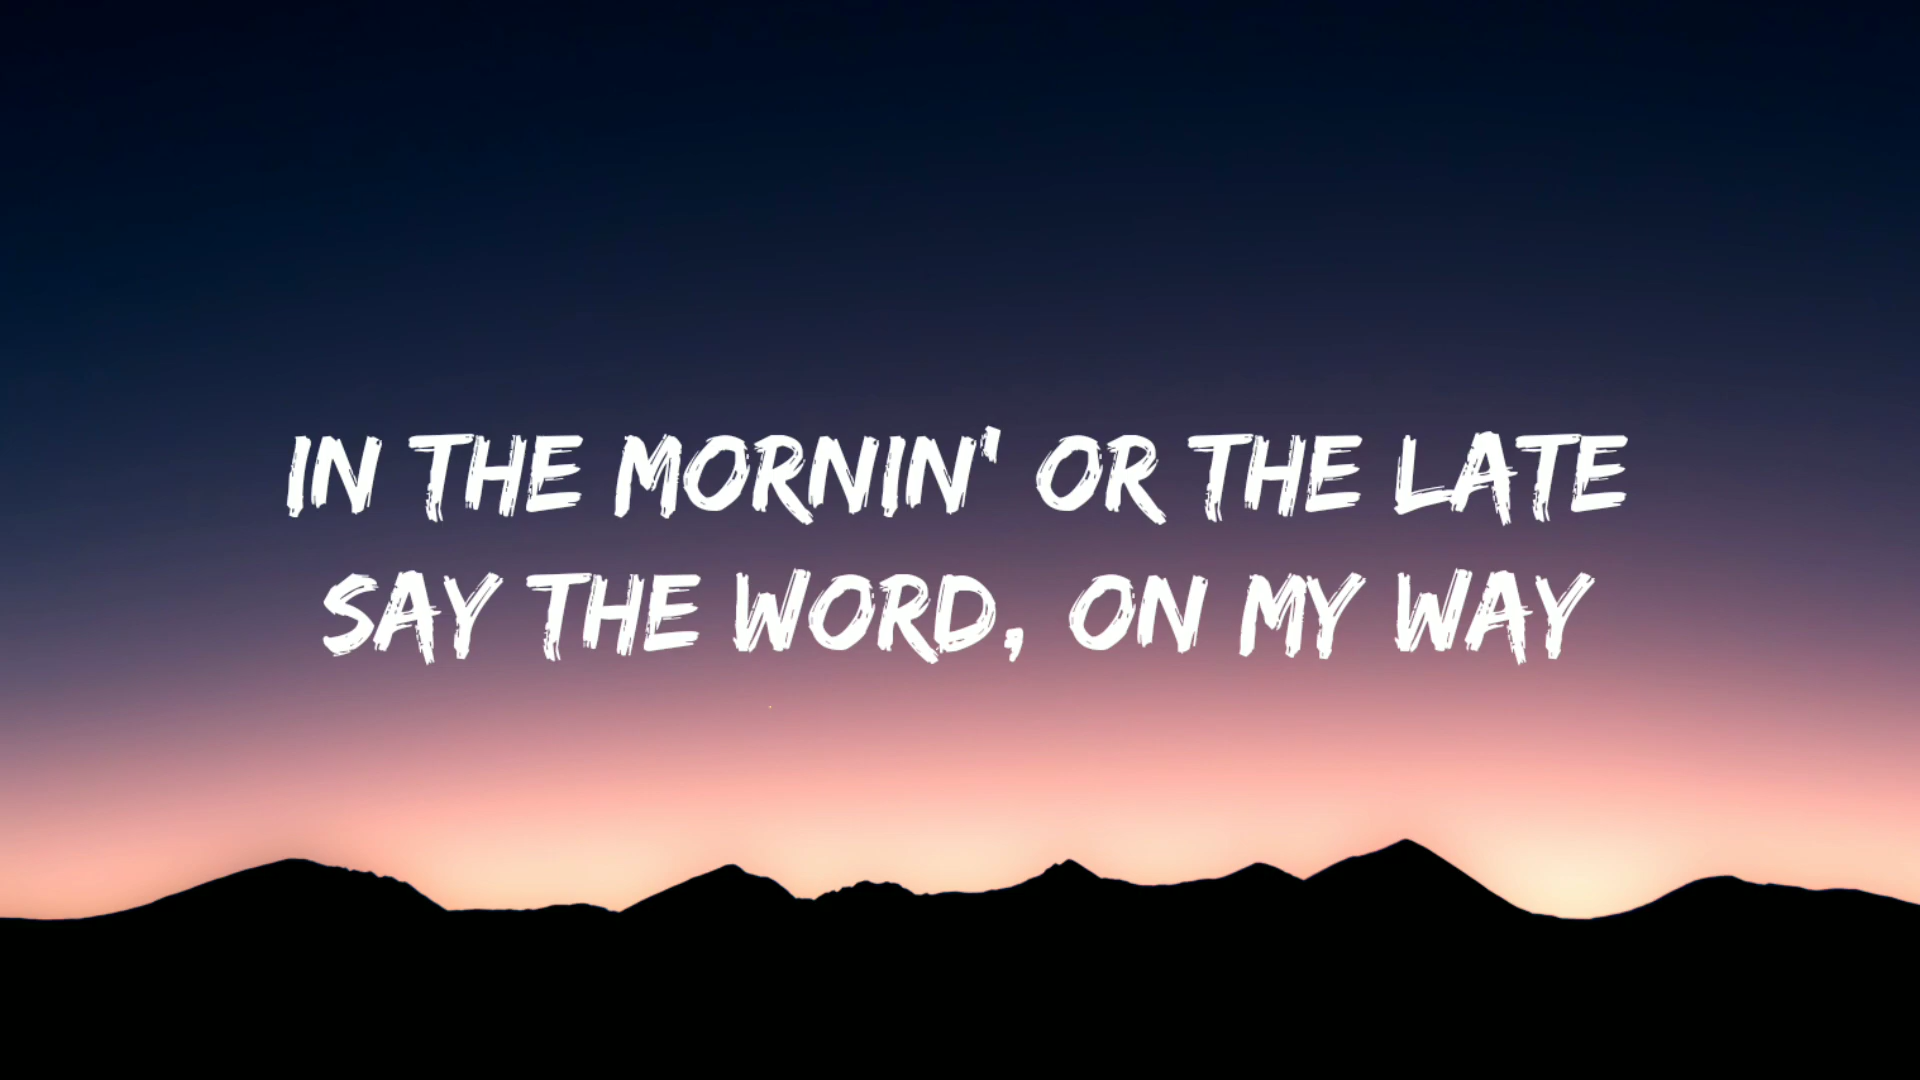 IN THE MORNIN' OR THE LATE
SAY THE WORD, ON MY WAY